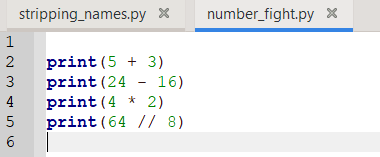 stripping_names.py ✕ number_fight.py ✕
1
2 print(5 + 3)
3 print(24 - 16)
4 print(4 * 2)
5 print(64 // 8)
6